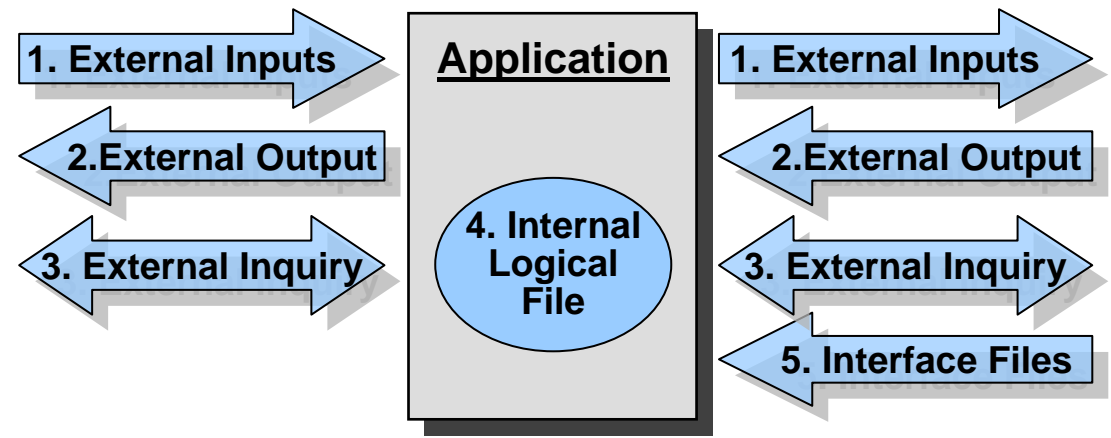 1. External Inputs
2.External Output
3. External Inquiry
Application
4. Internal
Logical
File
1. External Inputs
2.External Output
3. External Inquiry
5. Interface Files